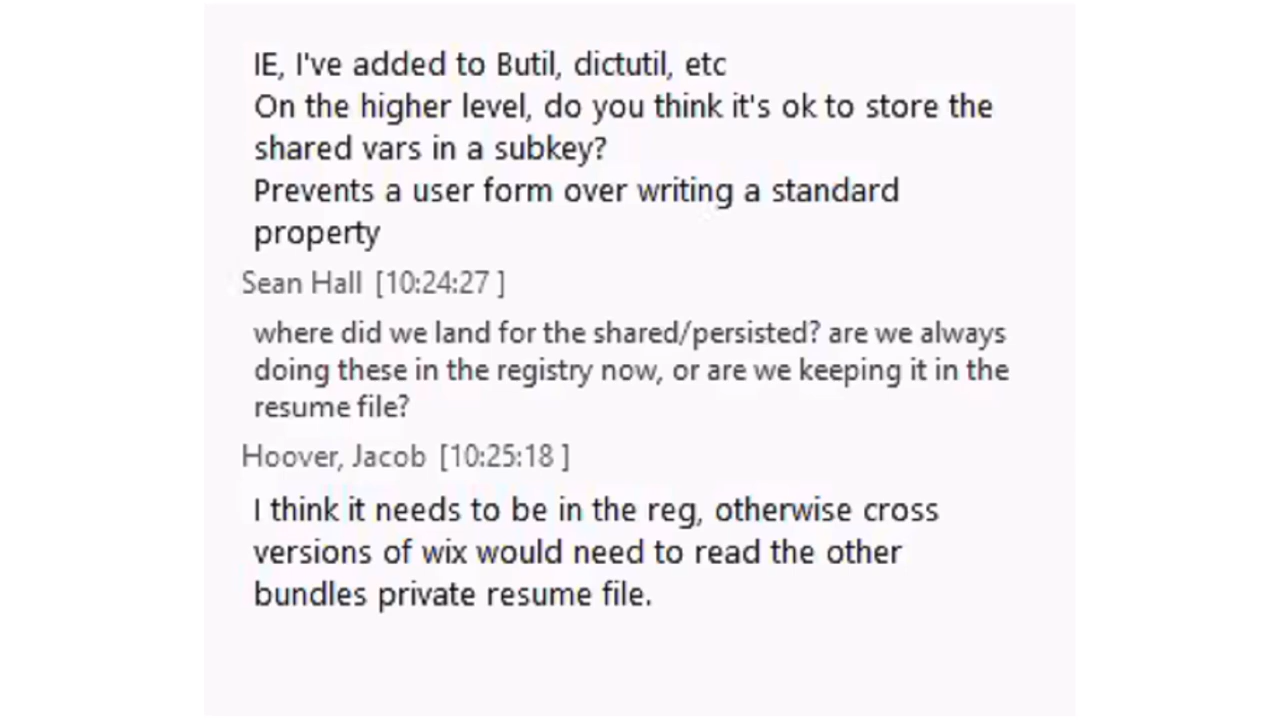 IE, I've added to Butil, dictutil, etc
On the higher level, do you think it's ok to store the
shared vars in a subkey?
Prevents a user form over writing a standard
property
Sean Hall [10:24:27 ]
where did we land for the shared/persisted? are we always
doing these in the registry now, or are we keeping it in the
resume file?
Hoover, Jacob [10:25:18 ]
I think it needs to be in the reg, otherwise cross
versions of wix would need to read the other
bundles private resume file.